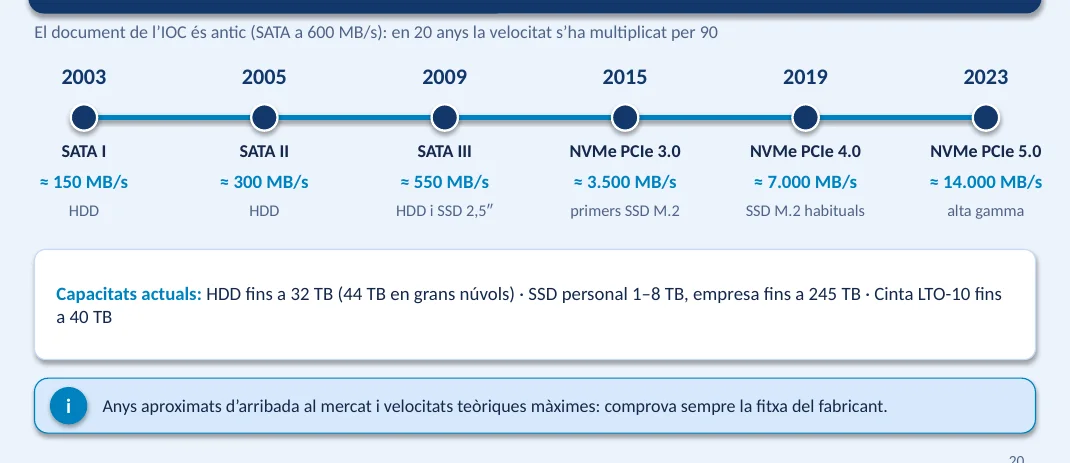 El document de l’IOC és antic (SATA a 600 MB/s): en 20 anys la velocitat s’ha multiplicat per 90
2003 2005 2009 2015 2019 2023
SATA I SATA II SATA III NVMe PCIe 3.0 NVMe PCIe 4.0 NVMe PCIe 5.0
≈ 150 MB/s ≈ 300 MB/s ≈ 550 MB/s ≈ 3.500 MB/s ≈ 7.000 MB/s ≈ 14.000 MB/s
HDD HDD HDD i SSD 2,5″ primers SSD M.2 SSD M.2 habituals alta gamma
Capacitats actuals: HDD fins a 32 TB (44 TB en grans núvols) · SSD personal 1–8 TB, empresa fins a 245 TB · Cinta LTO-10 fins
a 40 TB
i Anys aproximats d’arribada al mercat i velocitats teòriques màximes: comprova sempre la fitxa del fabricant.
20